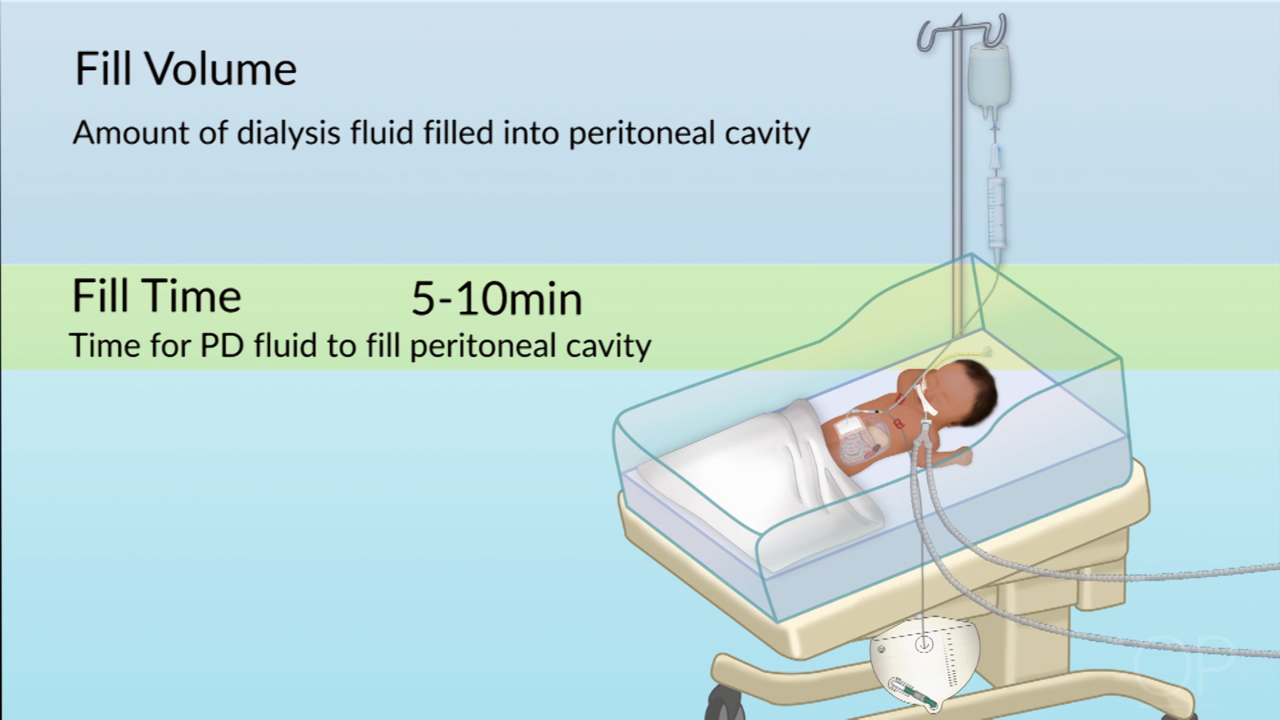 Fill Volume
Amount of dialysis fluid filled into peritoneal cavity
Fill Time 5-10min
Time for PD fluid to fill peritoneal cavity
OP